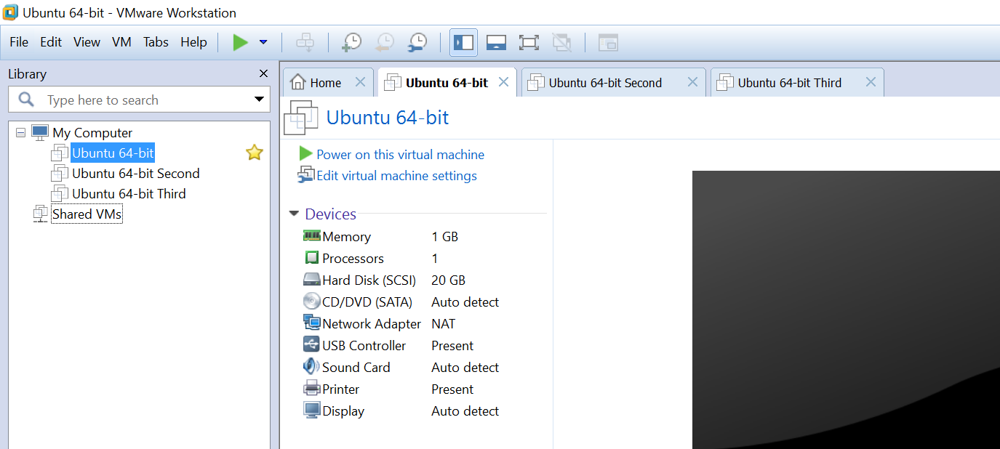 Ubuntu 64-bit - VMware Workstation
File Edit View VM Tabs Help
Library
Type here to search
My Computer
Ubuntu 64-bit
Ubuntu 64-bit Second
Ubuntu 64-bit Third
Shared VMs
Home Ubuntu 64-bit Ubuntu 64-bit Second Ubuntu 64-bit Third
Ubuntu 64-bit
Power on this virtual machine
Edit virtual machine settings
Devices
Memory 1 GB
Processors 1
Hard Disk (SCSI) 20 GB
CD/DVD (SATA) Auto detect
Network Adapter NAT
USB Controller Present
Sound Card Auto detect
Printer Present
Display Auto detect